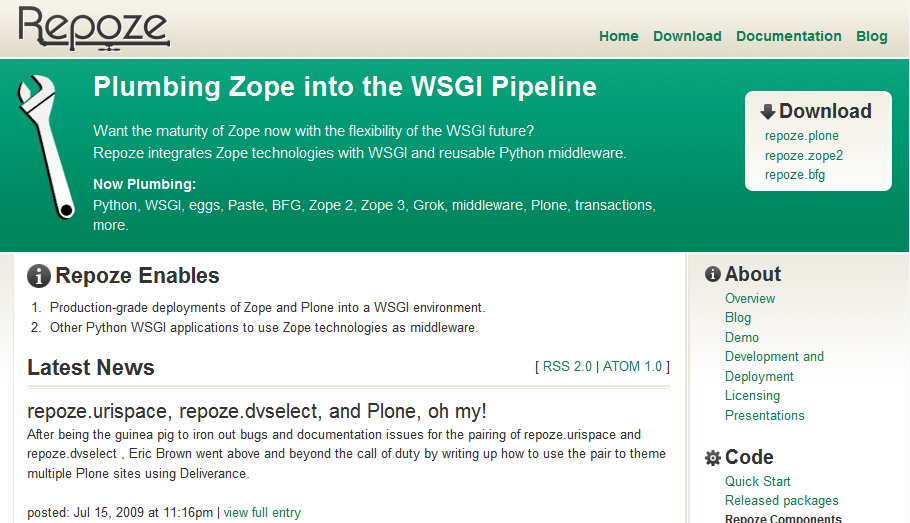 Repoze
Home Download Documentation Blog
Plumbing Zope into the WSGI Pipeline
Want the maturity of Zope now with the flexibility of the WSGI future?
Repoze integrates Zope technologies with WSGI and reusable Python middleware.
Now Plumbing:
Python, WSGI, eggs, Paste, BFG, Zope 2, Zope 3, Grok, middleware, Plone, transactions,
more.
Download
repoze.plone
repoze.zope2
repoze.bfg
Repoze Enables
1. Production-grade deployments of Zope and Plone into a WSGI environment.
2. Other Python WSGI applications to use Zope technologies as middleware.
Latest News
[ RSS 2.0 | ATOM 1.0 ]
repoze.urispace, repoze.dvselect, and Plone, oh my!
After being the guinea pig to iron out bugs and documentation issues for the pairing of repoze.urispace and
repoze.dvselect , Eric Brown went above and beyond the call of duty by writing up how to use the pair to theme
multiple Plone sites using Deliverance.
posted: Jul 15, 2009 at 11:16pm | view full entry
About
Overview
Blog
Demo
Development and
Deployment
Licensing
Presentations
Code
Quick Start
Released packages
Repoze Components